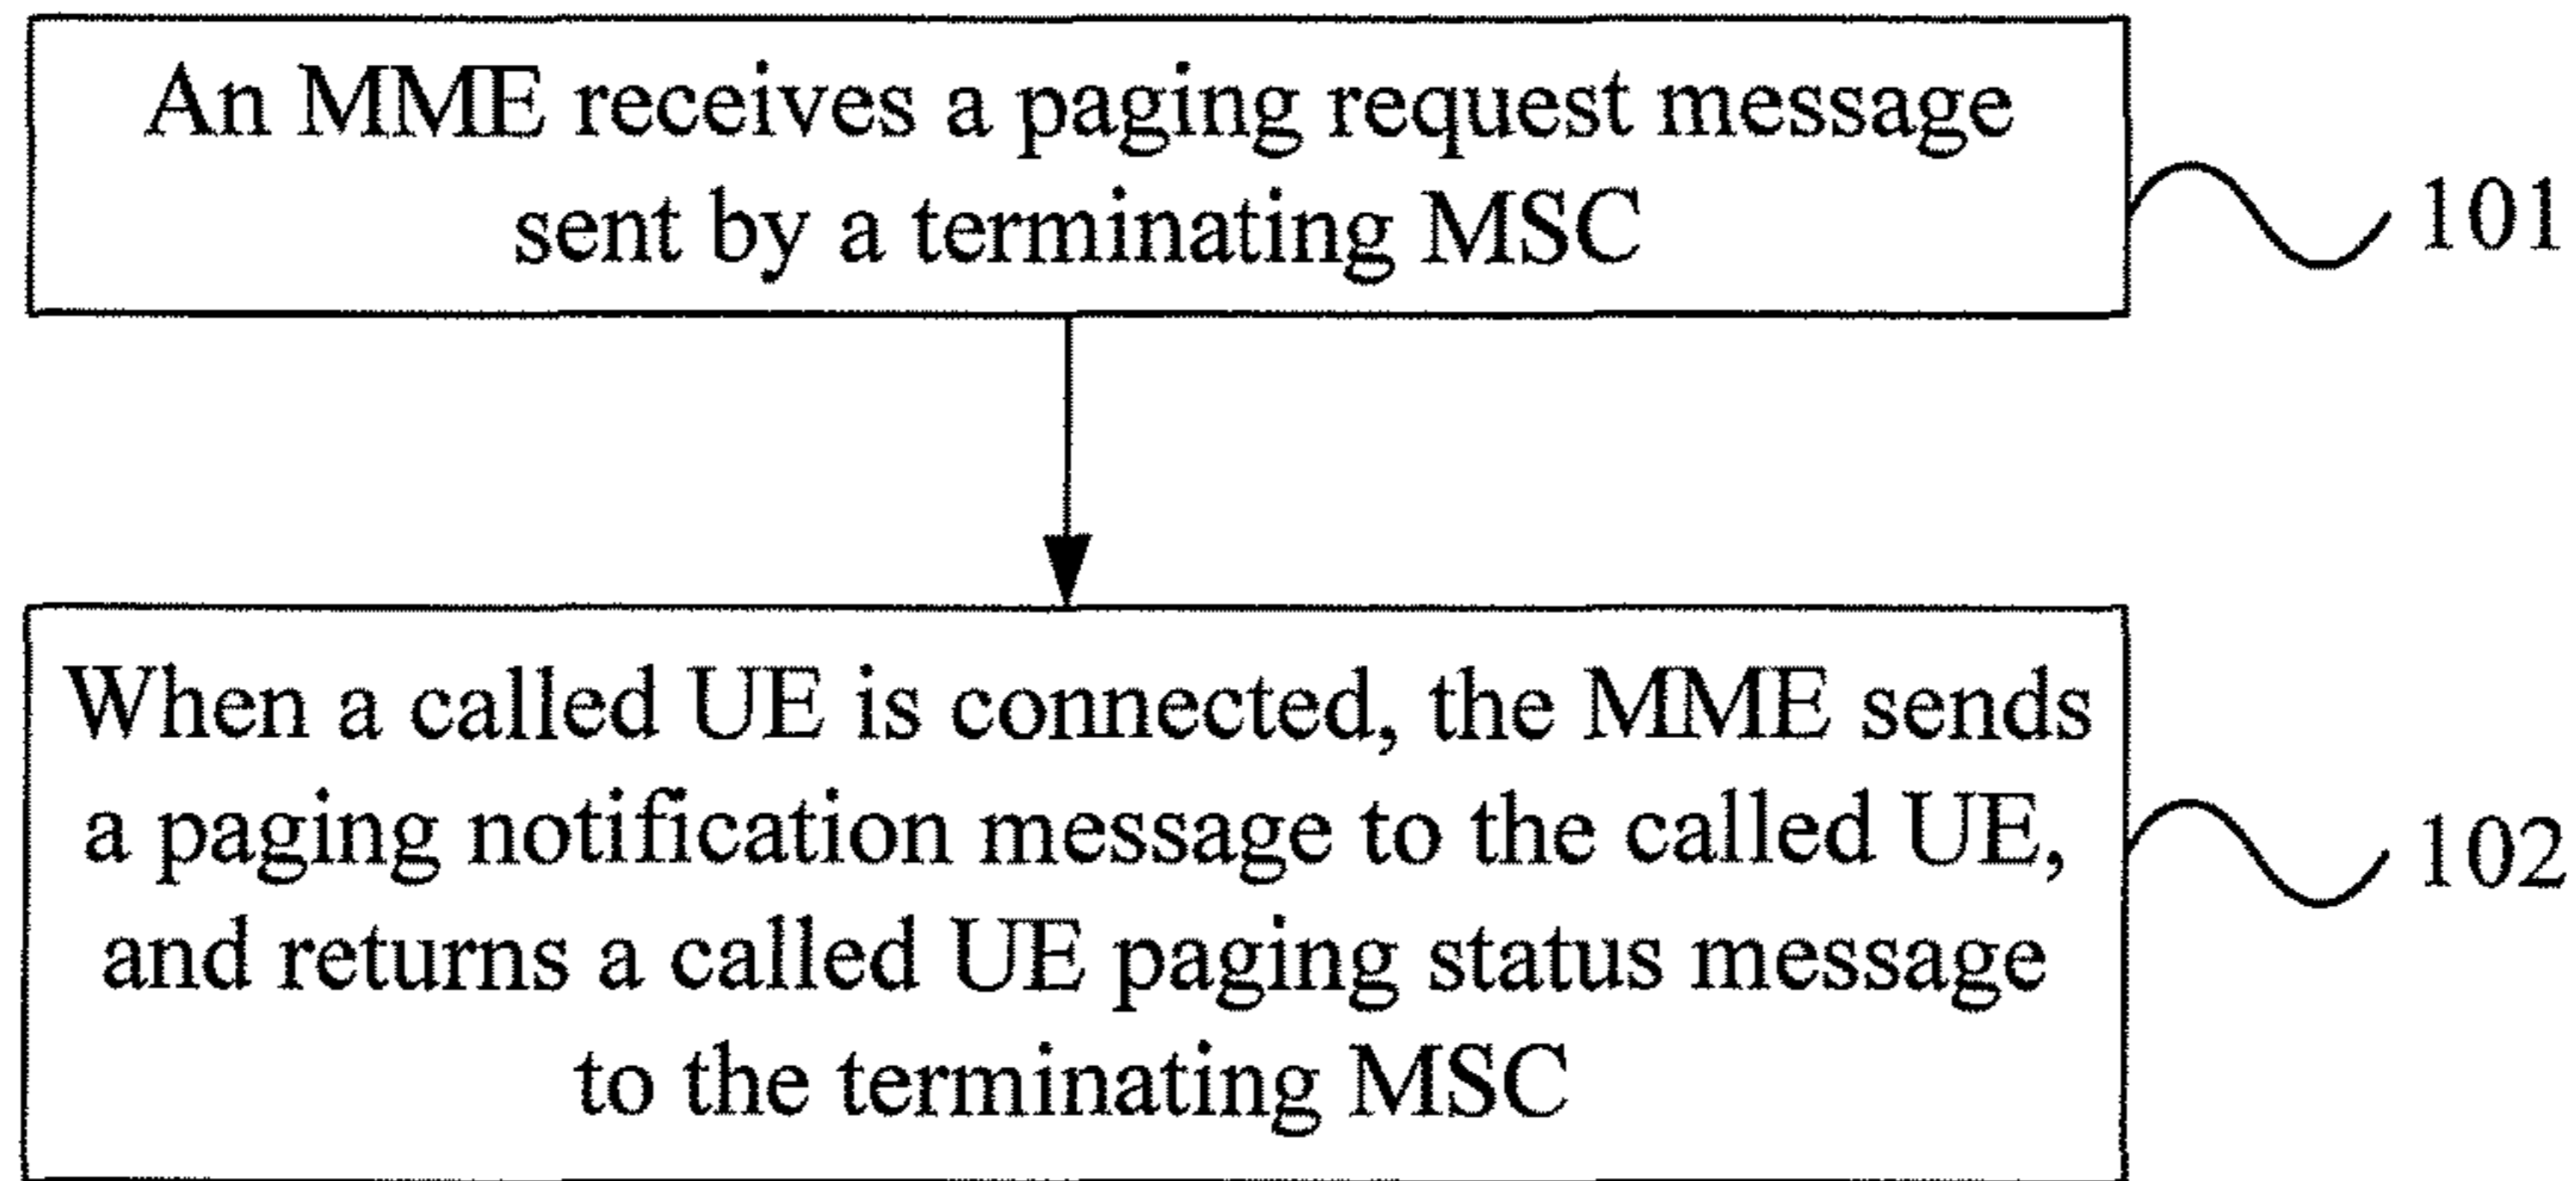 An MME receives a paging request message
sent by a terminating MSC
101
When a called UE is connected, the MME sends
a paging notification message to the called UE,
and returns a called UE paging status message
to the terminating MSC
102